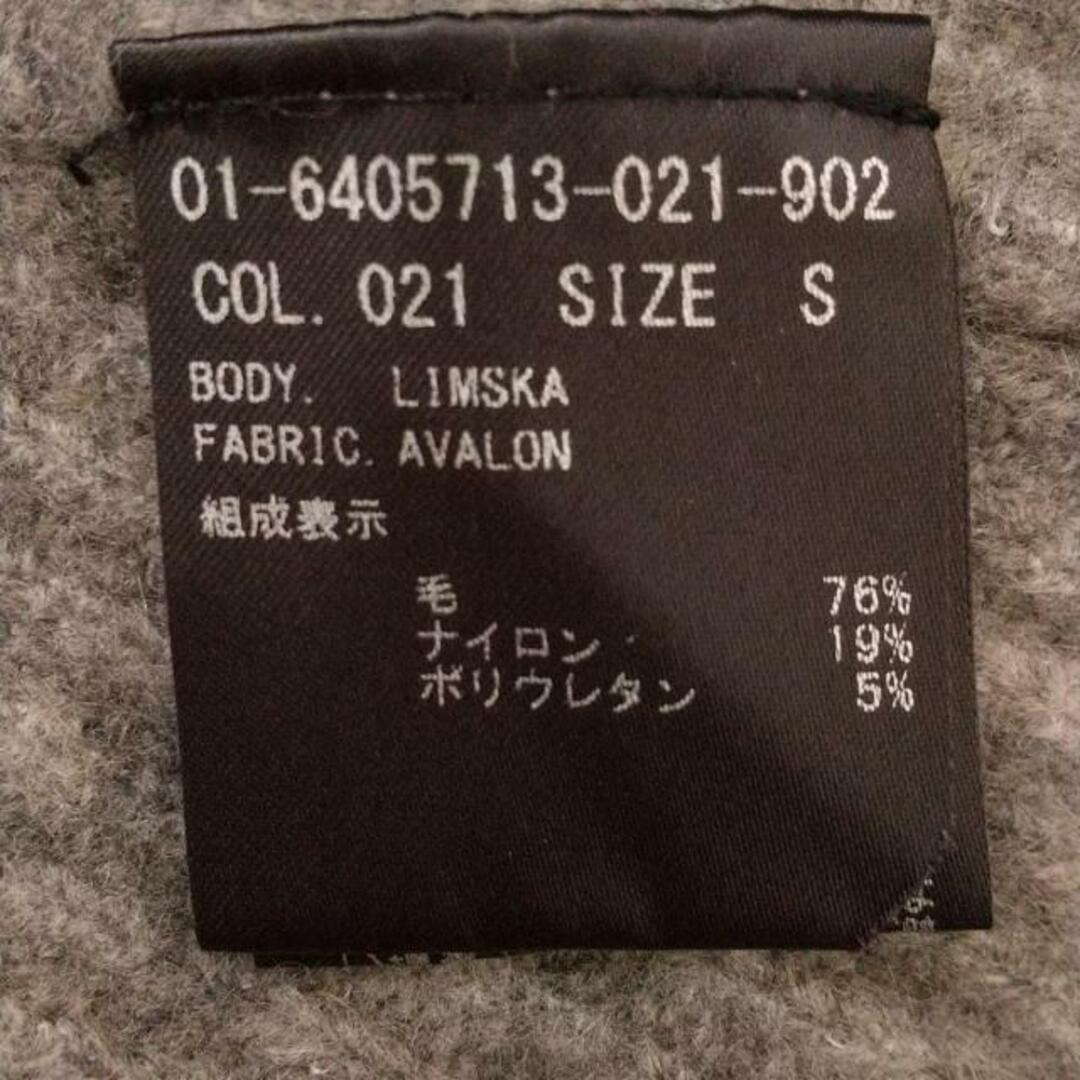 01-6405713-021-902
COL. 021 SIZE S
BODY. LIMSKA
FABRIC. AVALON
組成表示
毛 76%
ナイロン 19%
ポリウレタン 5%